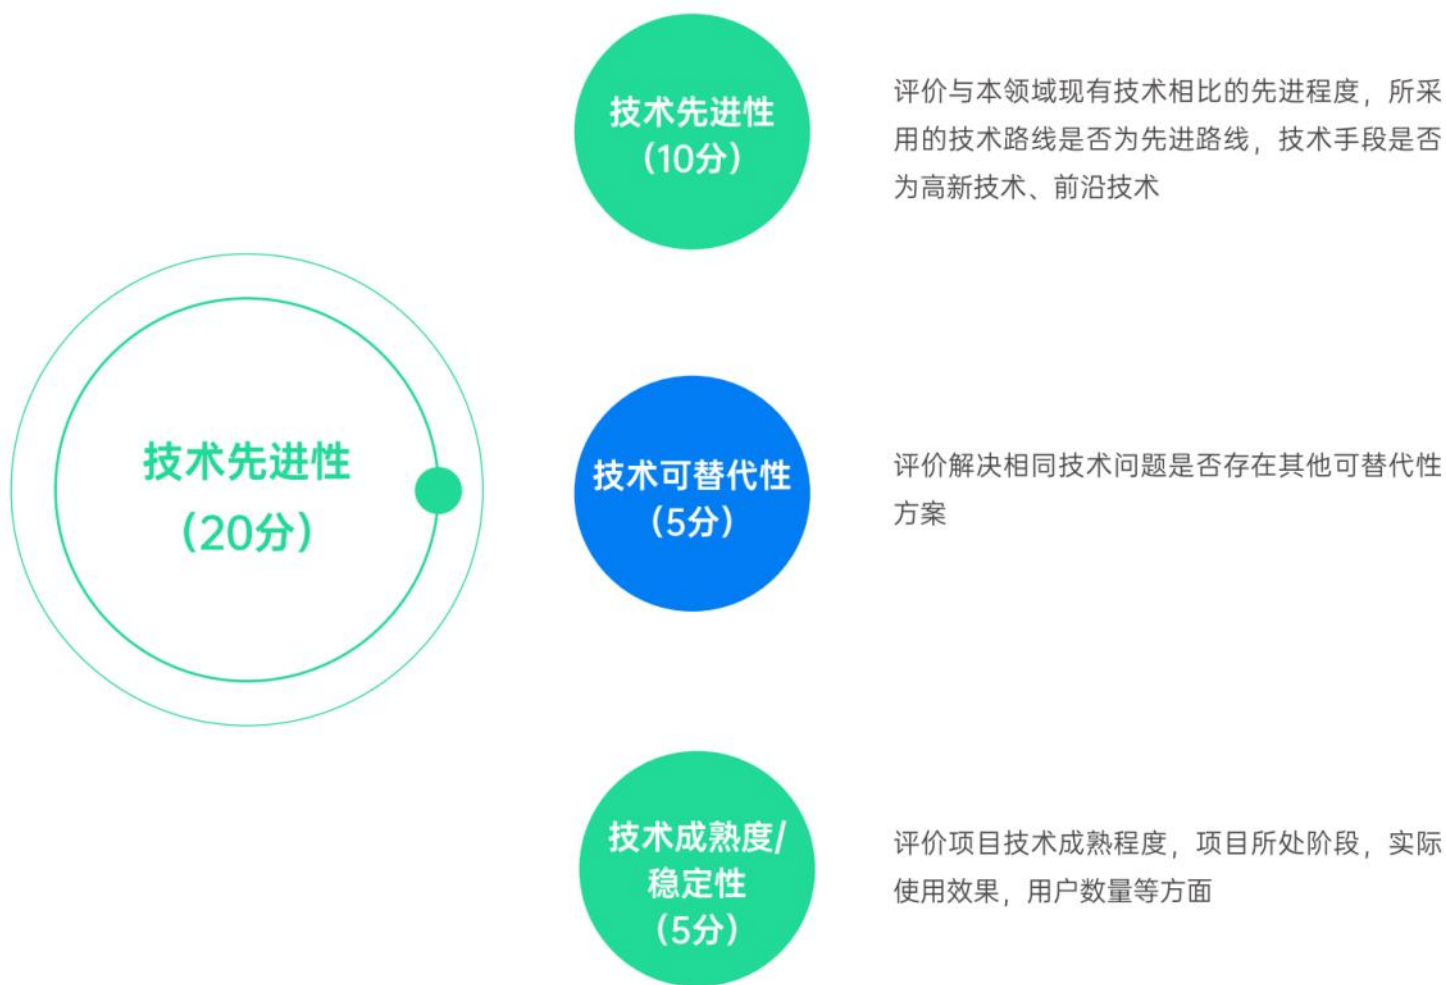 技术先进性
（20分）
技术先进性
（10分）
评价与本领域现有技术相比的先进程度，所采
用的技术路线是否为先进路线，技术手段是否
为高新技术、前沿技术
技术可替代性
（5分）
评价解决相同技术问题是否存在其他可替代性
方案
技术成熟度/
稳定性
（5分）
评价项目技术成熟程度，项目所处阶段，实际
使用效果，用户数量等方面